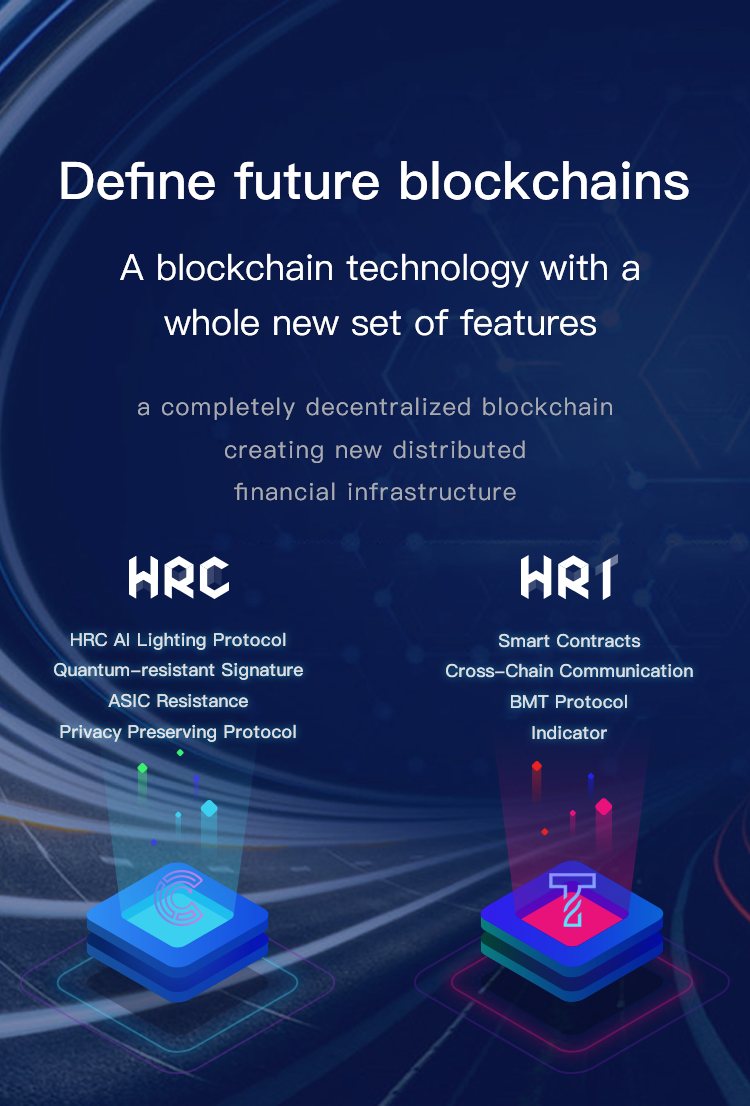 Define future blockchains
A blockchain technology with a
whole new set of features
a completely decentralized blockchain
creating new distributed
financial infrastructure
HRC
HRC AI Lighting Protocol
Quantum-resistant Signature
ASIC Resistance
Privacy Preserving Protocol
HRT
Smart Contracts
Cross-Chain Communication
BMT Protocol
Indicator
C
T